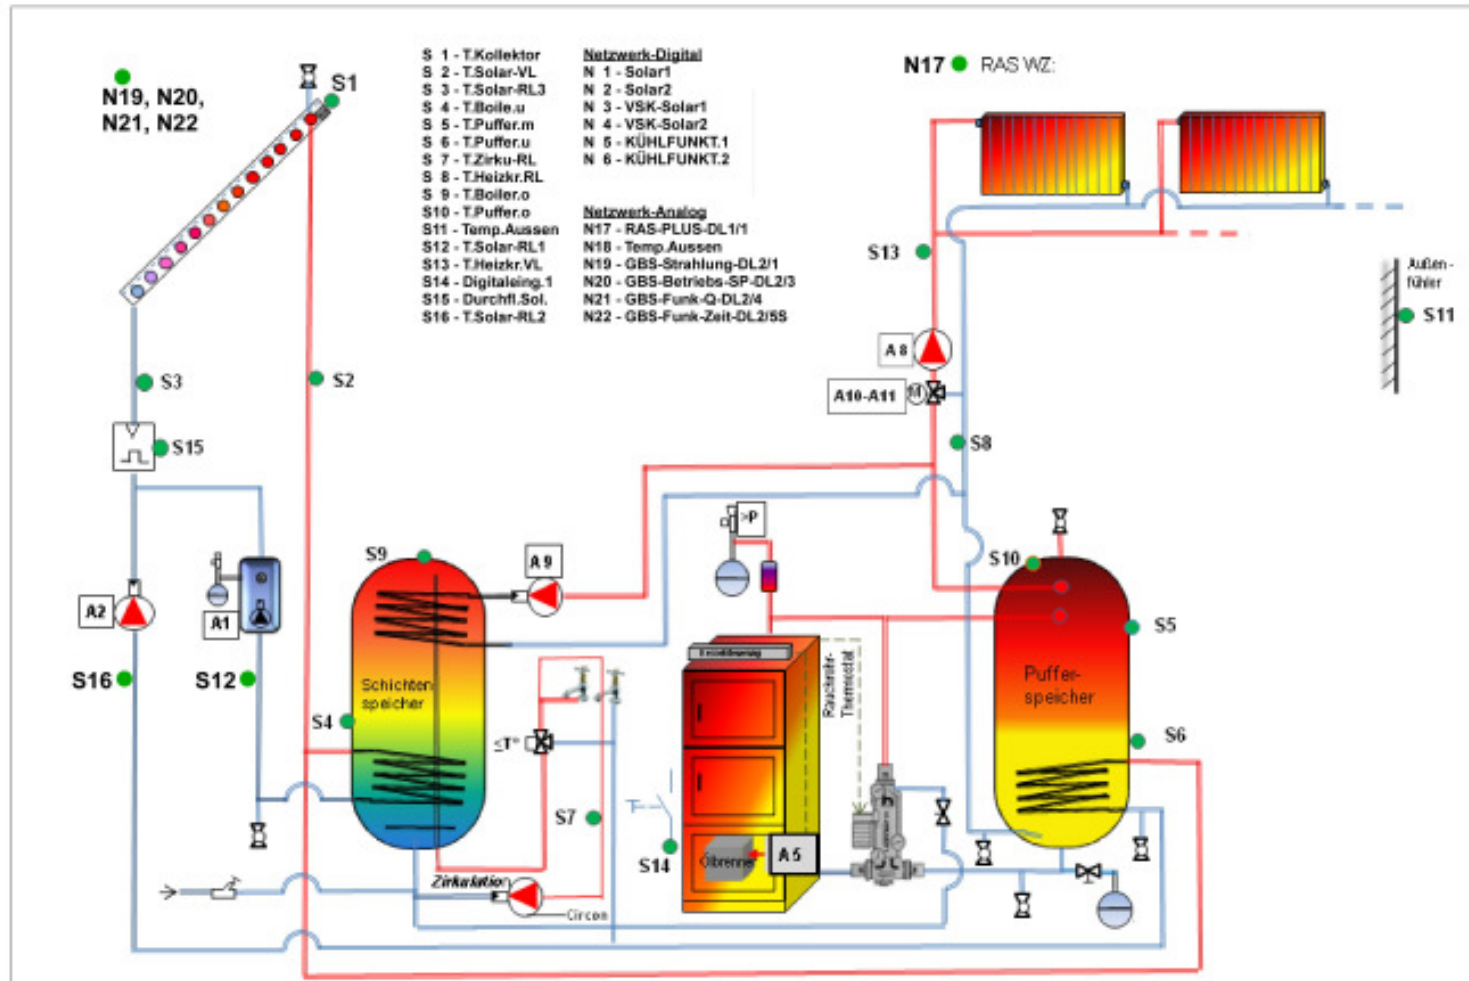 N19, N20,
N21, N22
S1
S 1 - T.Kollektor
S 2 - T.Solar-VL
S 3 - T.Solar-RL3
S 4 - T.Boile.u
S 5 - T.Puffer.m
S 6 - T.Puffer.u
S 7 - T.Zirku-RL
S 8 - T.Heizkr.RL
S 9 - T.Boiler.o
S10 - T.Puffer.o
S11 - Temp.Aussen
S12 - T.Solar-RL1
S13 - T.Heizkr.VL
S14 - Digitaleing.1
S15 - Durchfl.Sol.
S16 - T.Solar-RL2
Netzwerk-Digital
N 1 - Solar1
N 2 - Solar2
N 3 - VSK-Solar1
N 4 - VSK-Solar2
N 5 - KÜHLFUNKT.1
N 6 - KÜHLFUNKT.2
Netzwerk-Analog
N17 - RAS-PLUS-DL1/1
N18 - Temp.Aussen
N19 - GBS-Strahlung-DL2/1
N20 - GBS-Betriebs-SP-DL2/3
N21 - GBS-Funk-Q-DL2/4
N22 - GBS-Funk-Zeit-DL2/5S
N17 RAS WZ:
S13
Außen-
fühler
S11
A 8
A10-A11
M
S3
S2
S15
S8
>P
S9
A 9
S10
A2
A1
S5
S16
S12
Schichten
speicher
Rauchrohr-
Thermostat
Puffer-
speicher
S4
≤T°
S6
S7
S14
Ölbrenner
A 5
Zirkulation
Circon